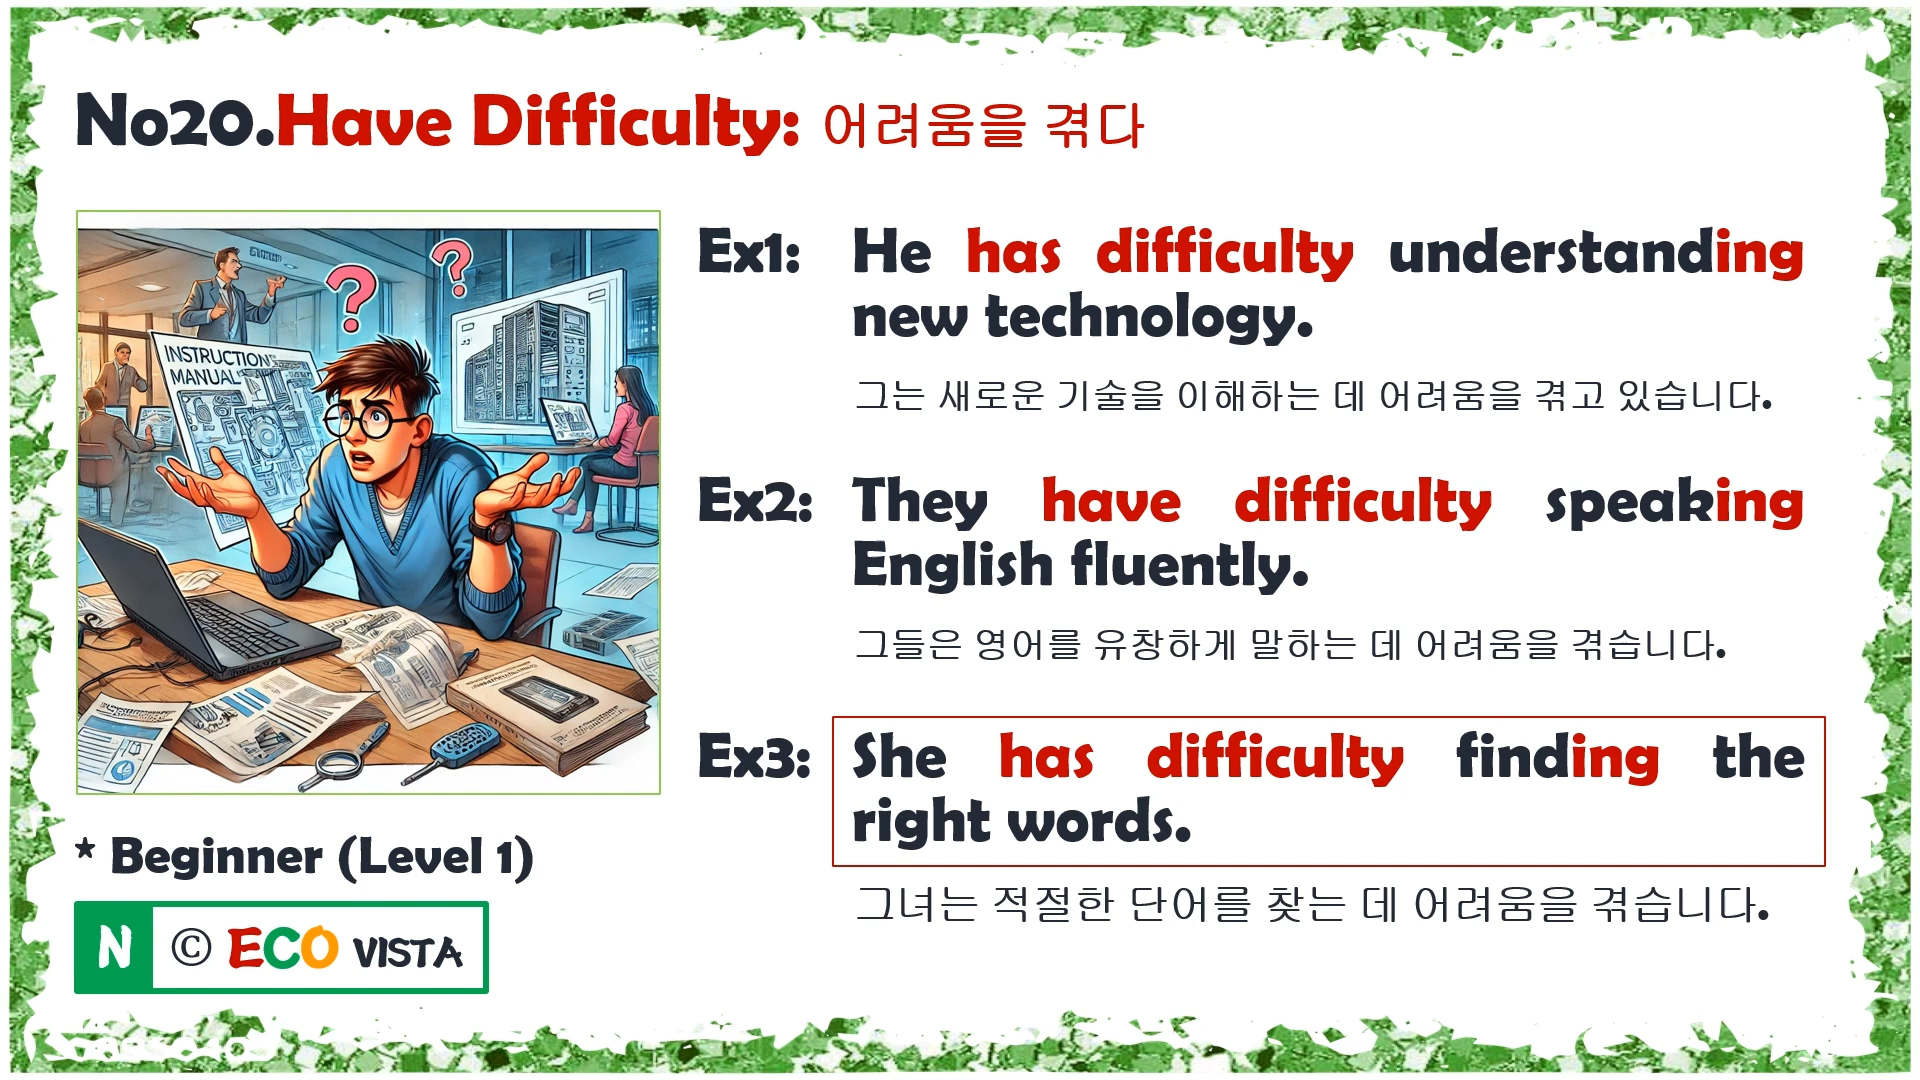 No20.Have Difficulty: 어려움을 겪다
INSTRUCTION
MANUAL
Ex1: He has difficulty understanding
new technology.
그는 새로운 기술을 이해하는 데 어려움을 겪고 있습니다.
Ex2: They have difficulty speaking
English fluently.
그들은 영어를 유창하게 말하는 데 어려움을 겪습니다.
Ex3: She has difficulty finding the
right words.
그녀는 적절한 단어를 찾는 데 어려움을 겪습니다.
* Beginner (Level 1)
N © ECO VISTA